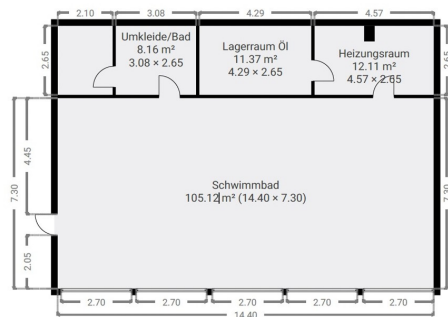 2.10 3.08 4.29 4.57
Umkleide/Bad
8.16 m²
3.08 × 2.65
Lagerraum Öl
11.37 m²
4.29 × 2.65
Heizungsraum
12.11 m²
4.57 × 2.65
2.65
2.65
7.30
4.45
2.05
7.30
Schwimmbad
105.12 m² (14.40 × 7.30)
2.70 2.70 2.70 2.70 2.70
14.40